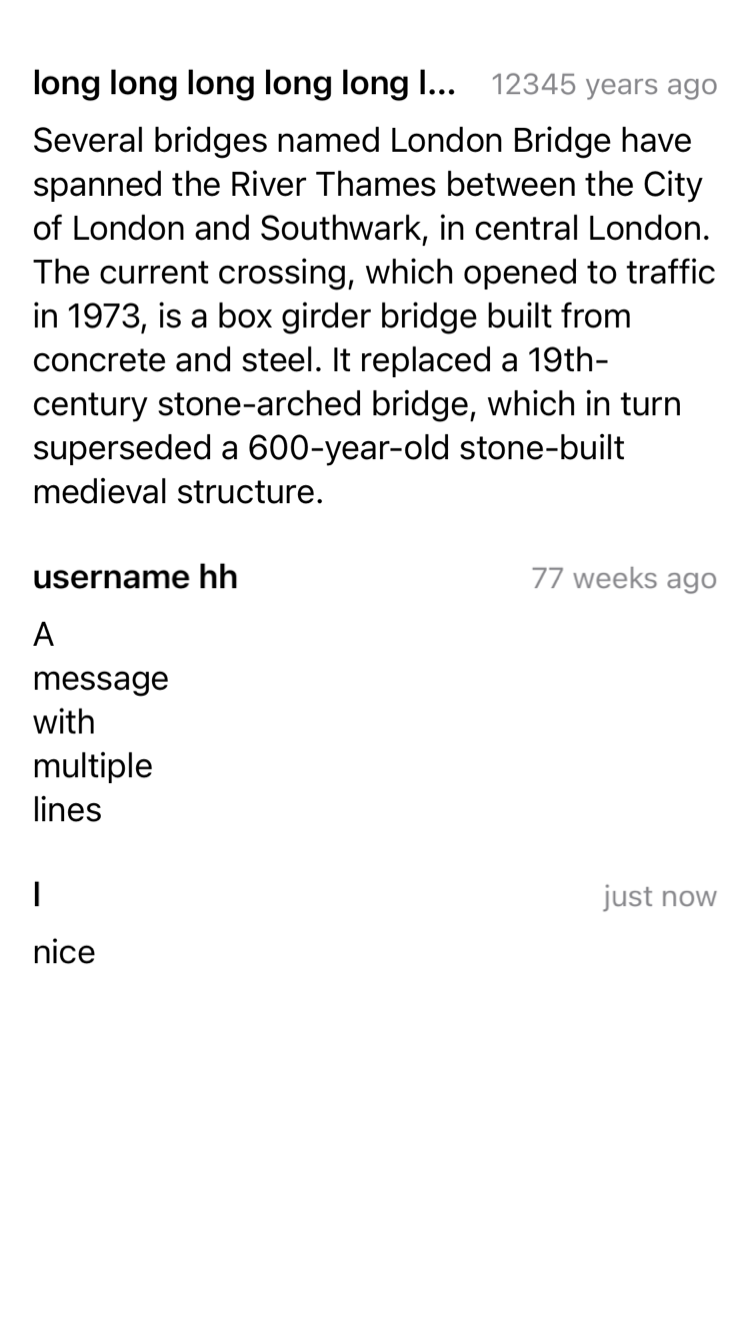 long long long long long l... 12345 years ago
Several bridges named London Bridge have
spanned the River Thames between the City
of London and Southwark, in central London.
The current crossing, which opened to traffic
in 1973, is a box girder bridge built from
concrete and steel. It replaced a 19th-
century stone-arched bridge, which in turn
superseded a 600-year-old stone-built
medieval structure.
username hh 77 weeks ago
A
message
with
multiple
lines
I just now
nice